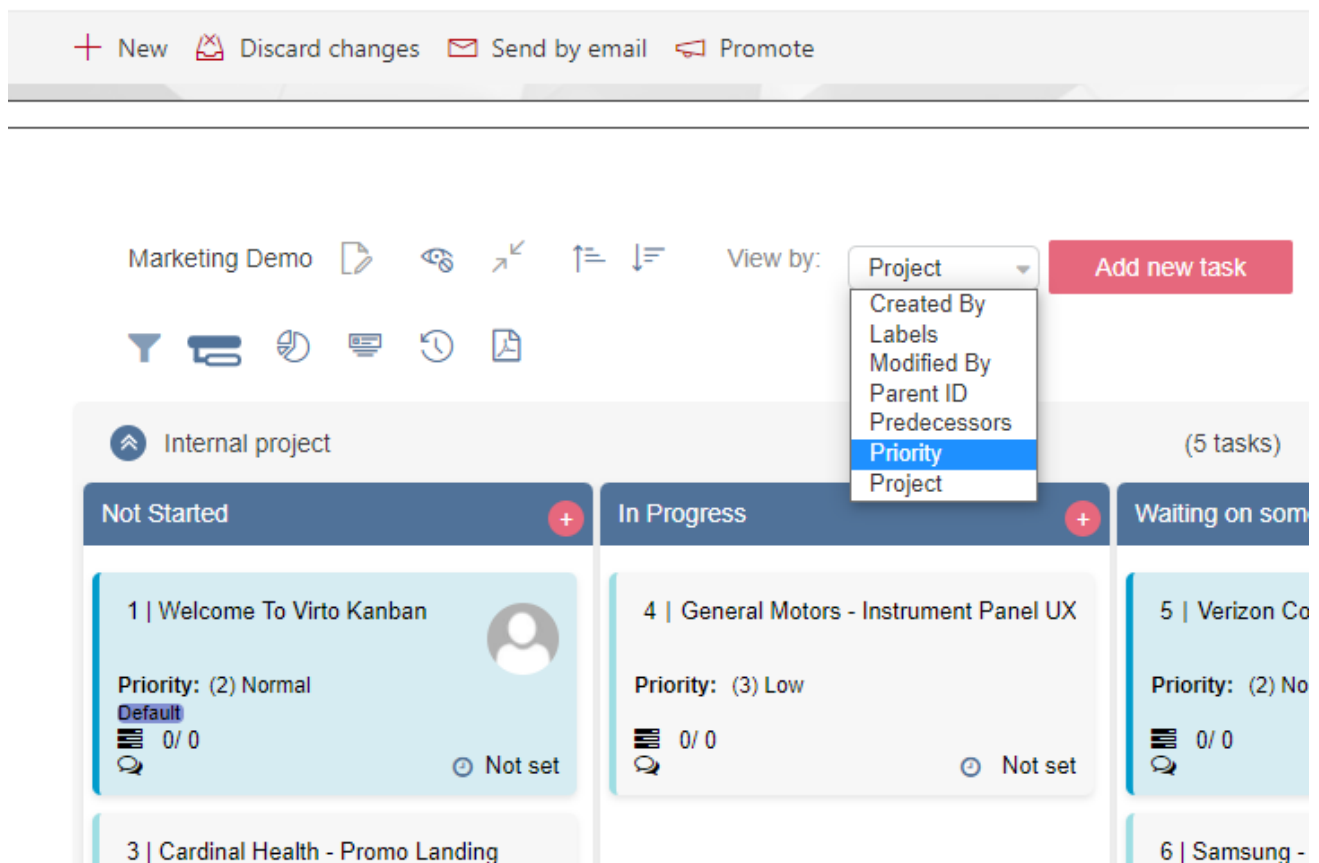 New Discard changes Send by email Promote
Marketing Demo View by: Project Add new task
Created By
Labels
Modified By
Parent ID
Predecessors
Priority
Project
Internal project (5 tasks)
Not Started + In Progress + Waiting on som
1 | Welcome To Virto Kanban
Priority: (2) Normal
Default
0/ 0
Not set
4 | General Motors - Instrument Panel UX
Priority: (3) Low
0/ 0
Not set
5 | Verizon Co
Priority: (2) No
0/ 0
3 | Cardinal Health - Promo Landing
6 | Samsung -